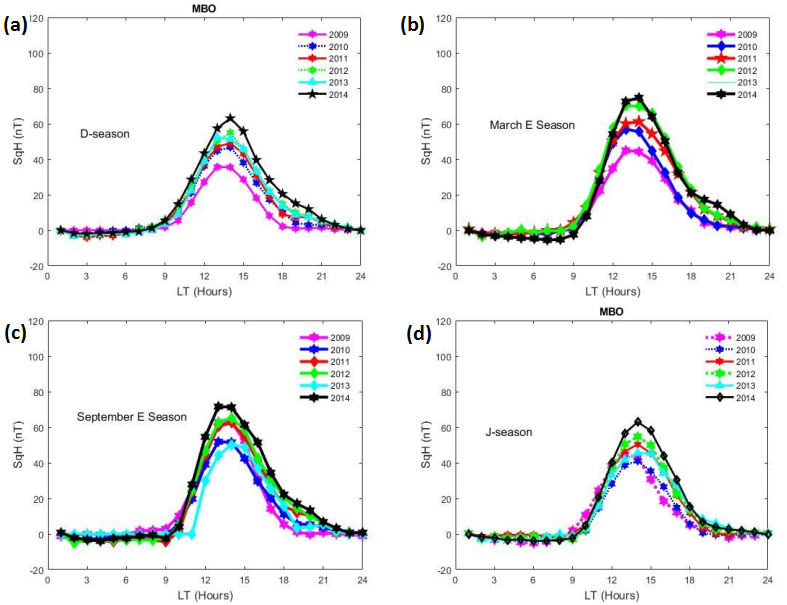 MBO
(a)
120
100
80
60
40
20
0
-20
SqH (nT)
D-season
2009
2010
2011
2012
2013
2014
0 3 6 9 12 15 18 21 24
LT (Hours)
(b)
120
100
80
60
40
20
0
-20
SqH (nT)
March E Season
2009
2010
2011
2012
2013
2014
0 3 6 9 12 15 18 21 24
LT (Hours)
(c)
120
100
80
60
40
20
0
-20
SqH (nT)
September E Season
2009
2010
2011
2012
2013
2014
0 3 6 9 12 15 18 21 24
LT (Hours)
MBO
(d)
120
100
80
60
40
20
0
-20
SqH (nT)
J-season
2009
2010
2011
2012
2013
2014
0 3 6 9 12 15 18 21 24
LT (Hours)